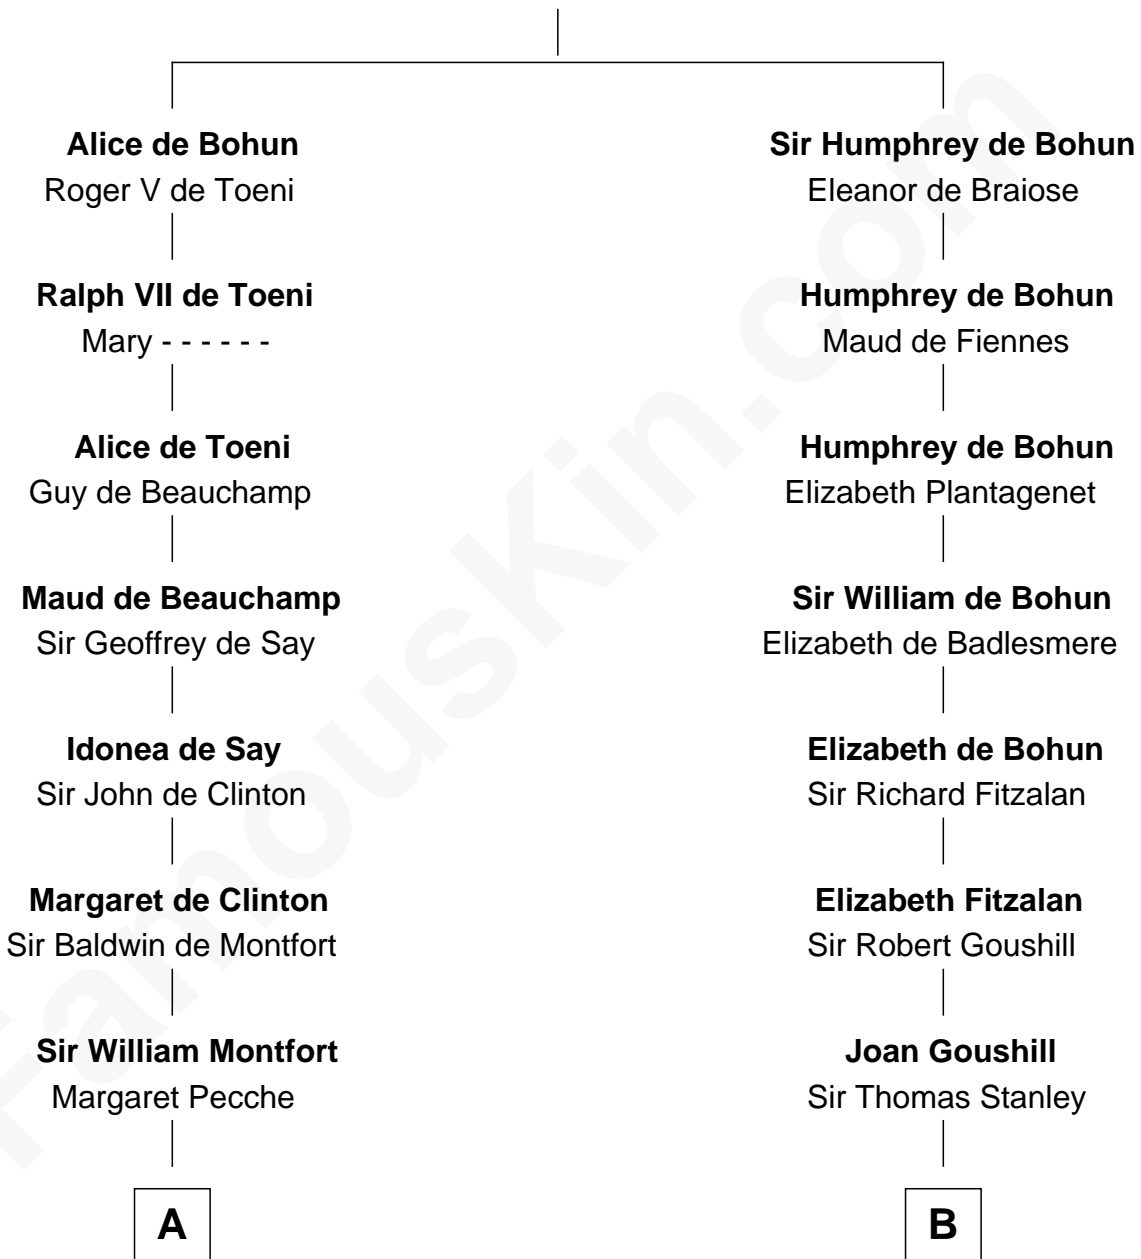 Alice de Bohun
Roger V de Toeni
Ralph VII de Toeni
Mary - - - - - -
Alice de Toeni
Guy de Beauchamp
Maud de Beauchamp
Sir Geoffrey de Say
Idonea de Say
Sir John de Clinton
Margaret de Clinton
Sir Baldwin de Montfort
Sir William Montfort
Margaret Pecche
A
Sir Humphrey de Bohun
Eleanor de Braiose
Humphrey de Bohun
Maud de Fiennes
Humphrey de Bohun
Elizabeth Plantagenet
Sir William de Bohun
Elizabeth de Badlesmere
Elizabeth de Bohun
Sir Richard Fitzalan
Elizabeth Fitzalan
Sir Robert Goushill
Joan Goushill
Sir Thomas Stanley
B
FamousKin.com